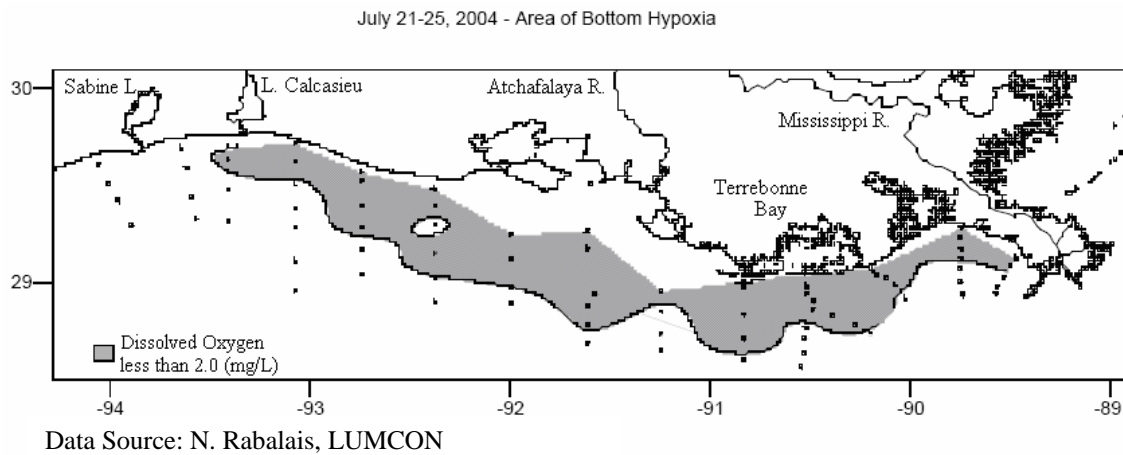 July 21-25, 2004 - Area of Bottom Hypoxia
30
Sabine L.
L. Calcasieu
Atchafalaya R.
Mississippi R.
Terrebonne
Bay
29
Dissolved Oxygen
less than 2.0 (mg/L)
-94 -93 -92 -91 -90 -89
Data Source: N. Rabalais, LUMCON